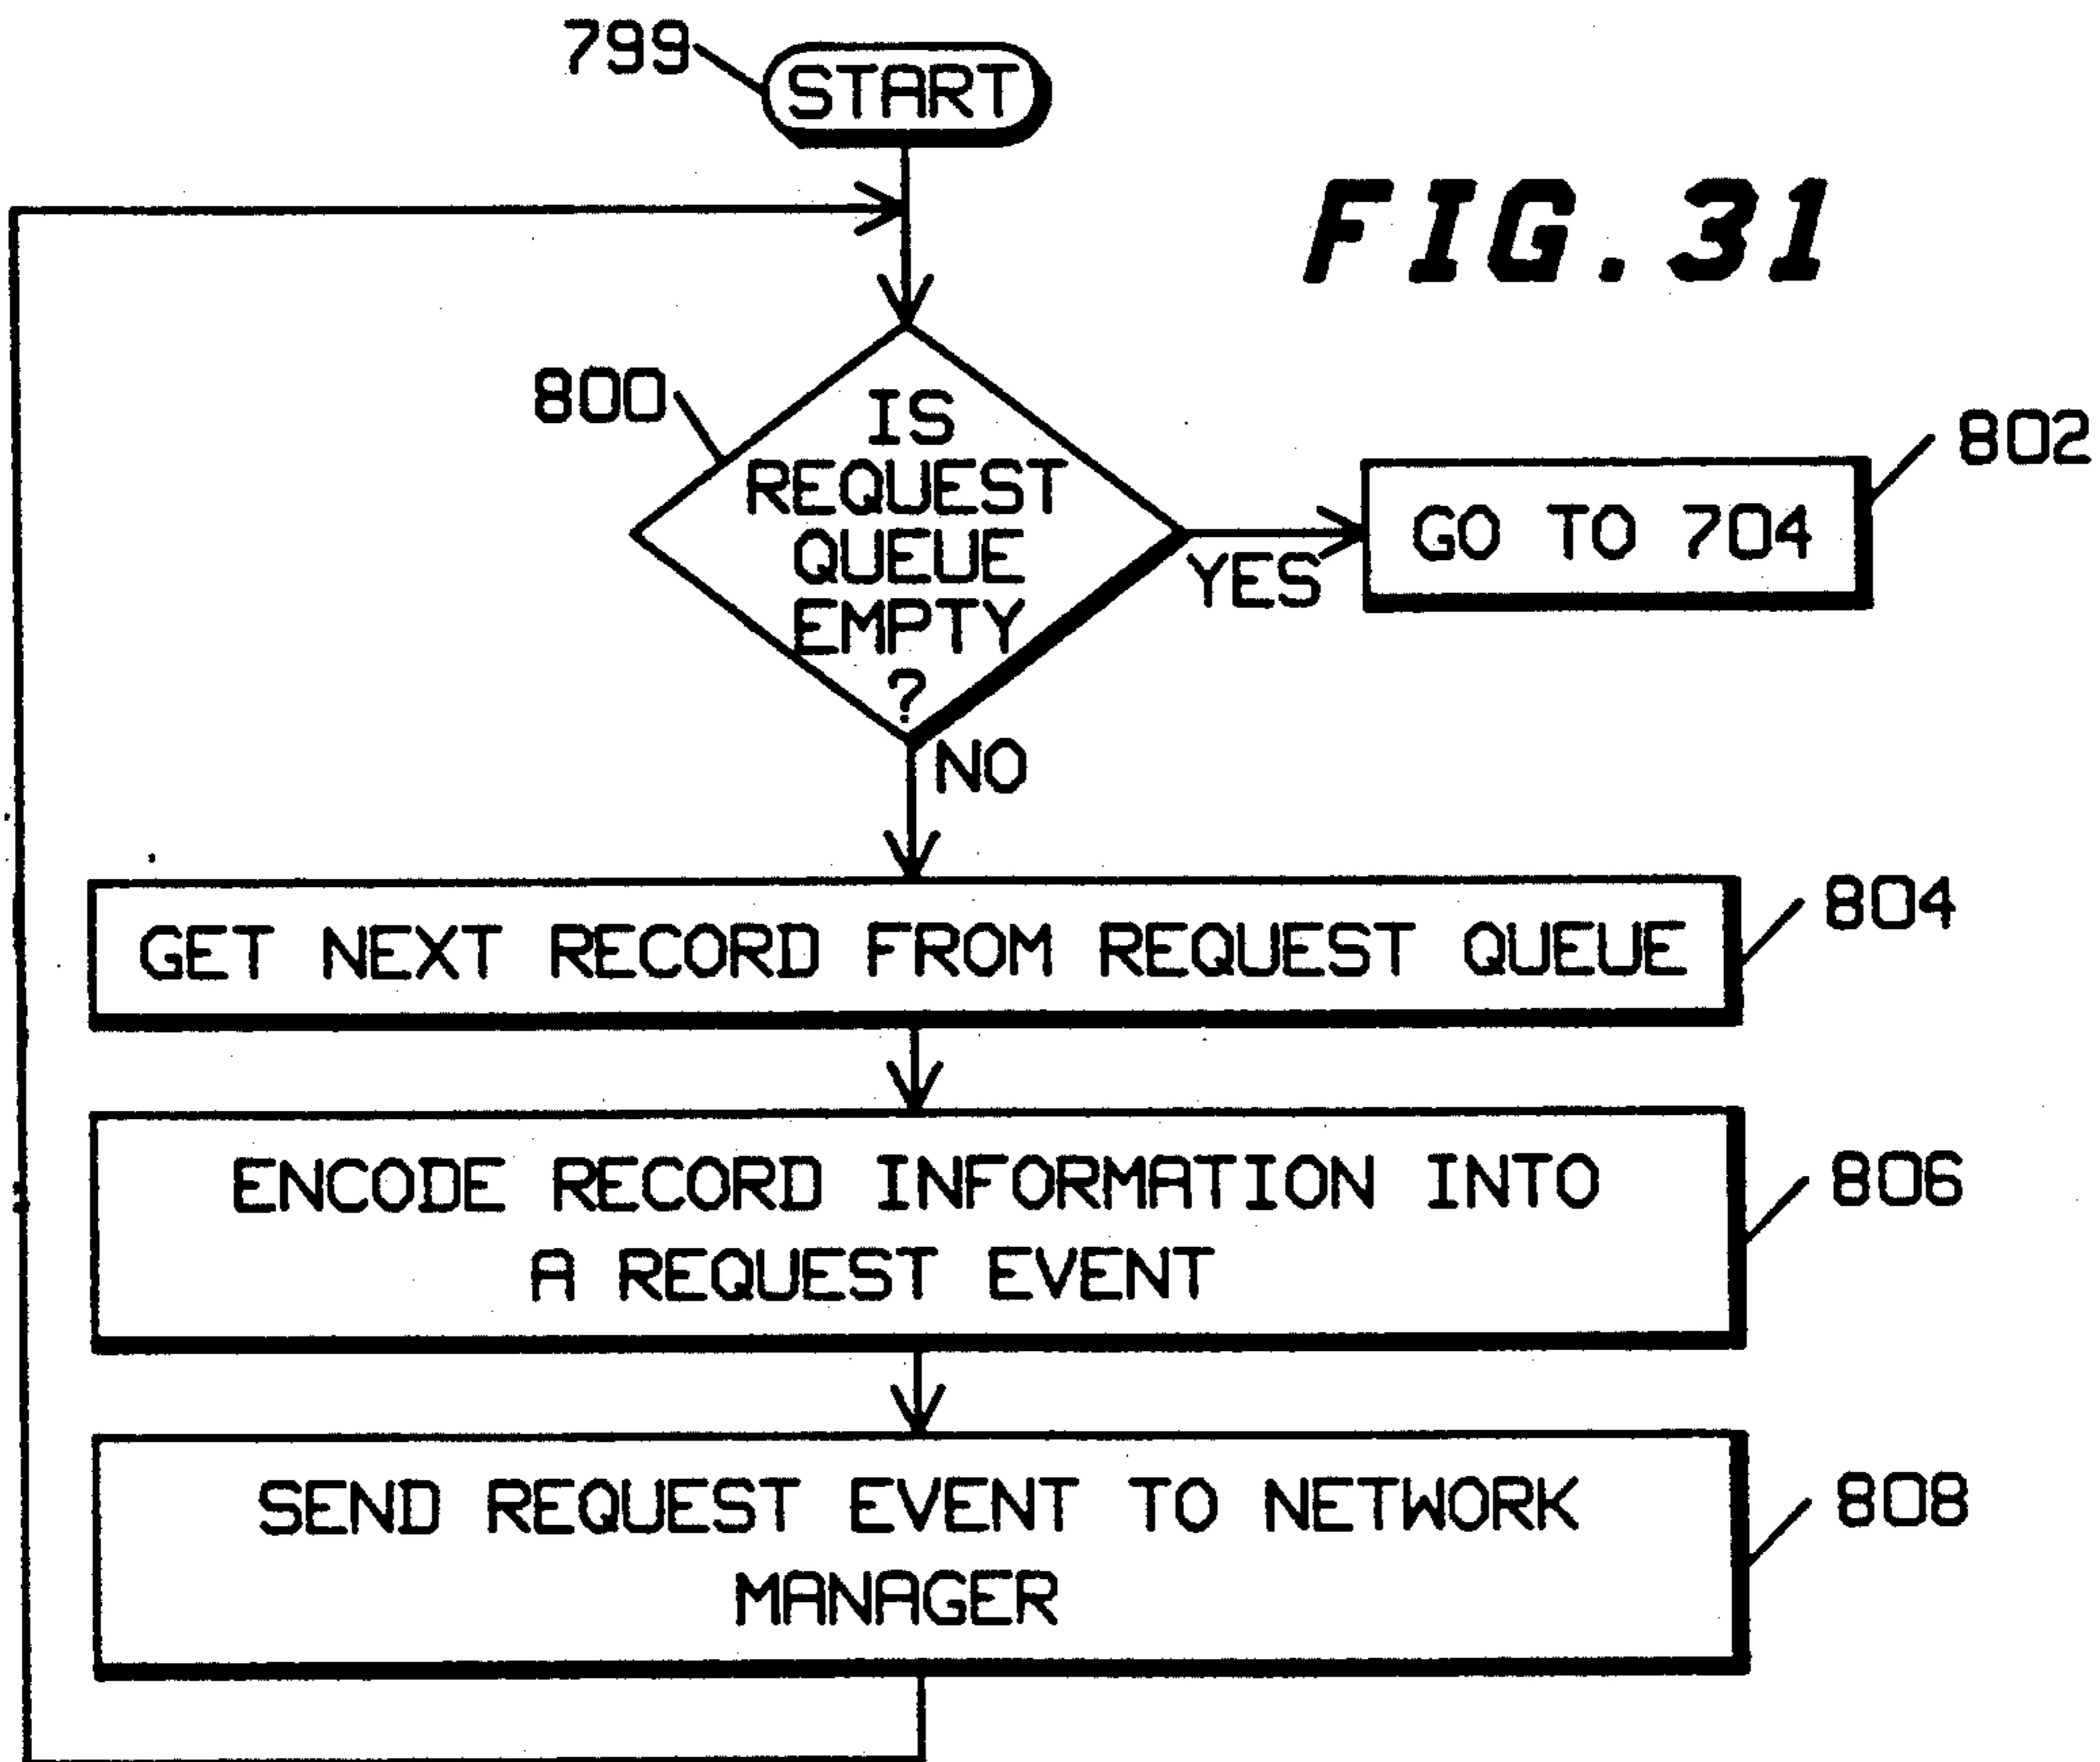 799
START
FIG. 31
800
IS
REQUEST
QUEUE
EMPTY
?
YES
GO TO 704
802
NO
GET NEXT RECORD FROM REQUEST QUEUE
804
ENCODE RECORD INFORMATION INTO
A REQUEST EVENT
806
SEND REQUEST EVENT TO NETWORK
MANAGER
808